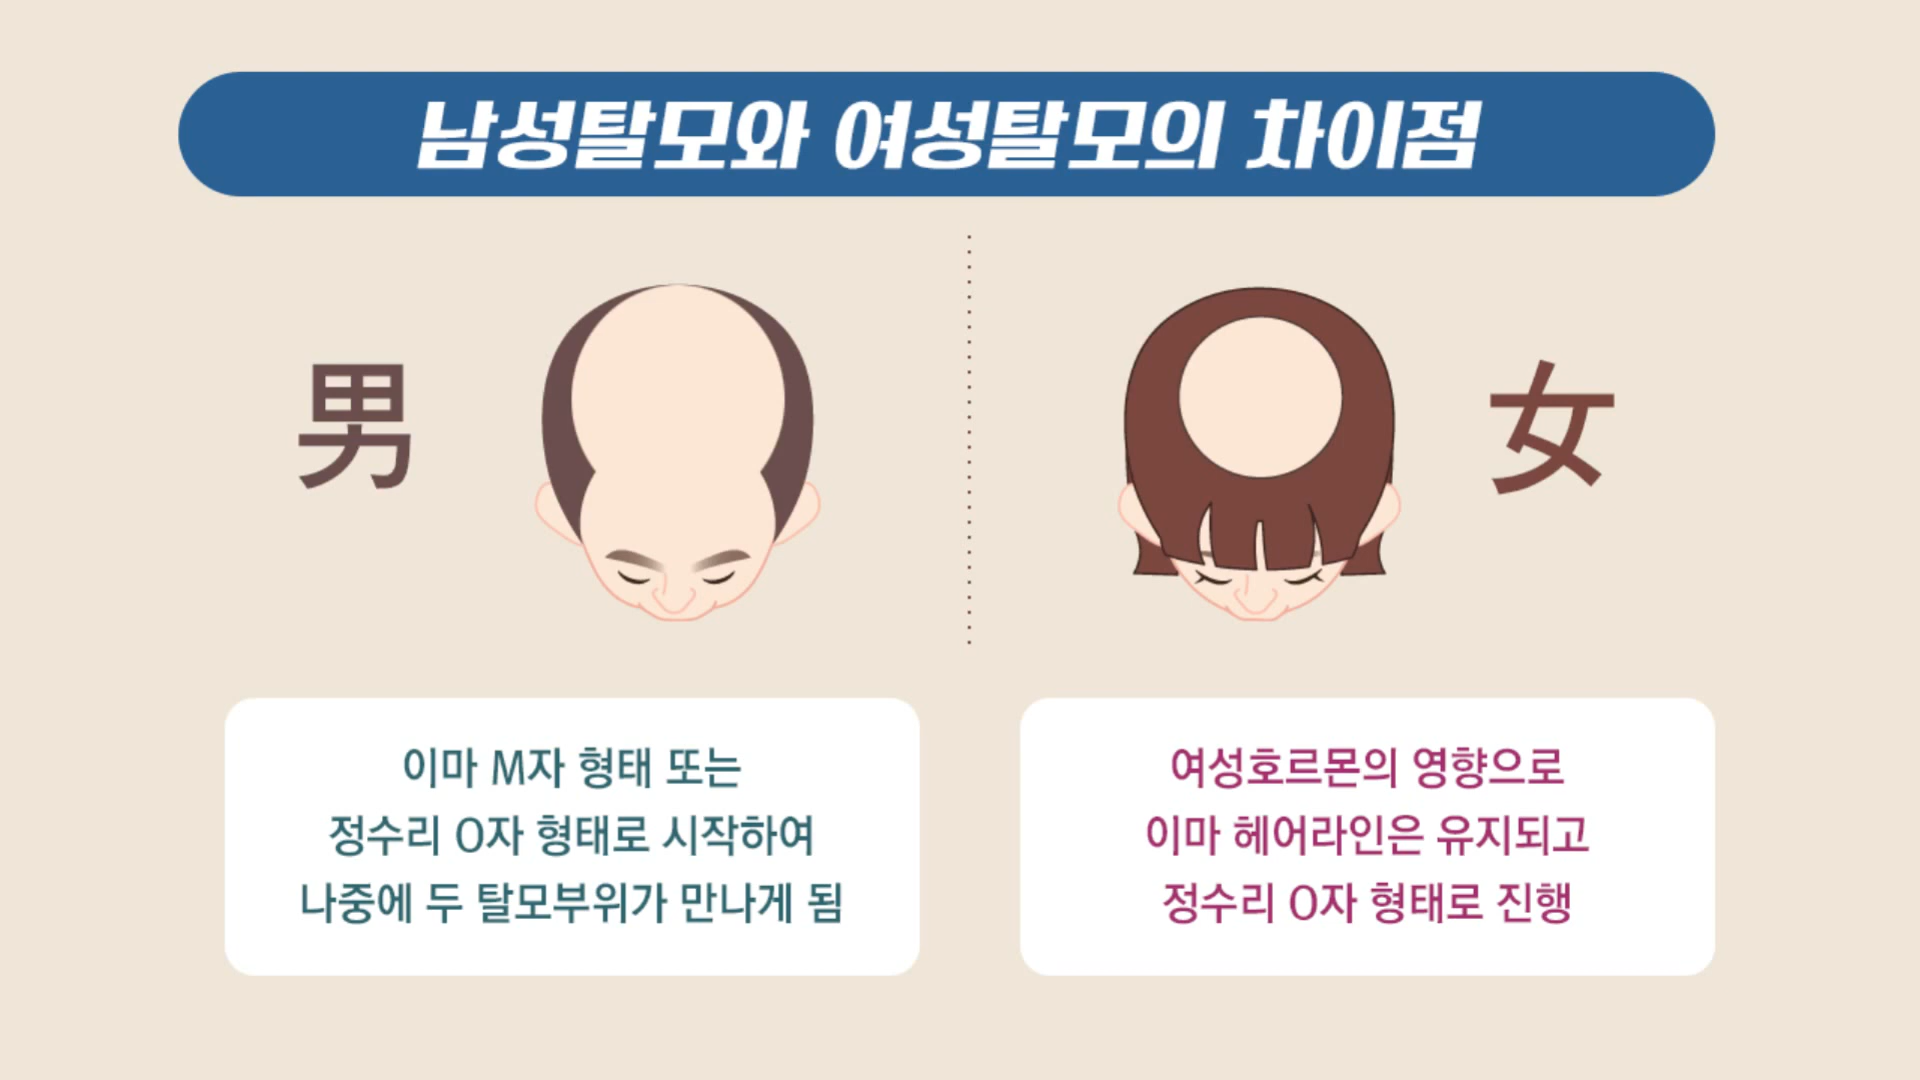 남성탈모와 여성탈모의 차이점
男
女
이마 M자 형태 또는
정수리 O자 형태로 시작하여
나중에 두 탈모부위가 만나게 됨
여성호르몬의 영향으로
이마 헤어라인은 유지되고
정수리 O자 형태로 진행